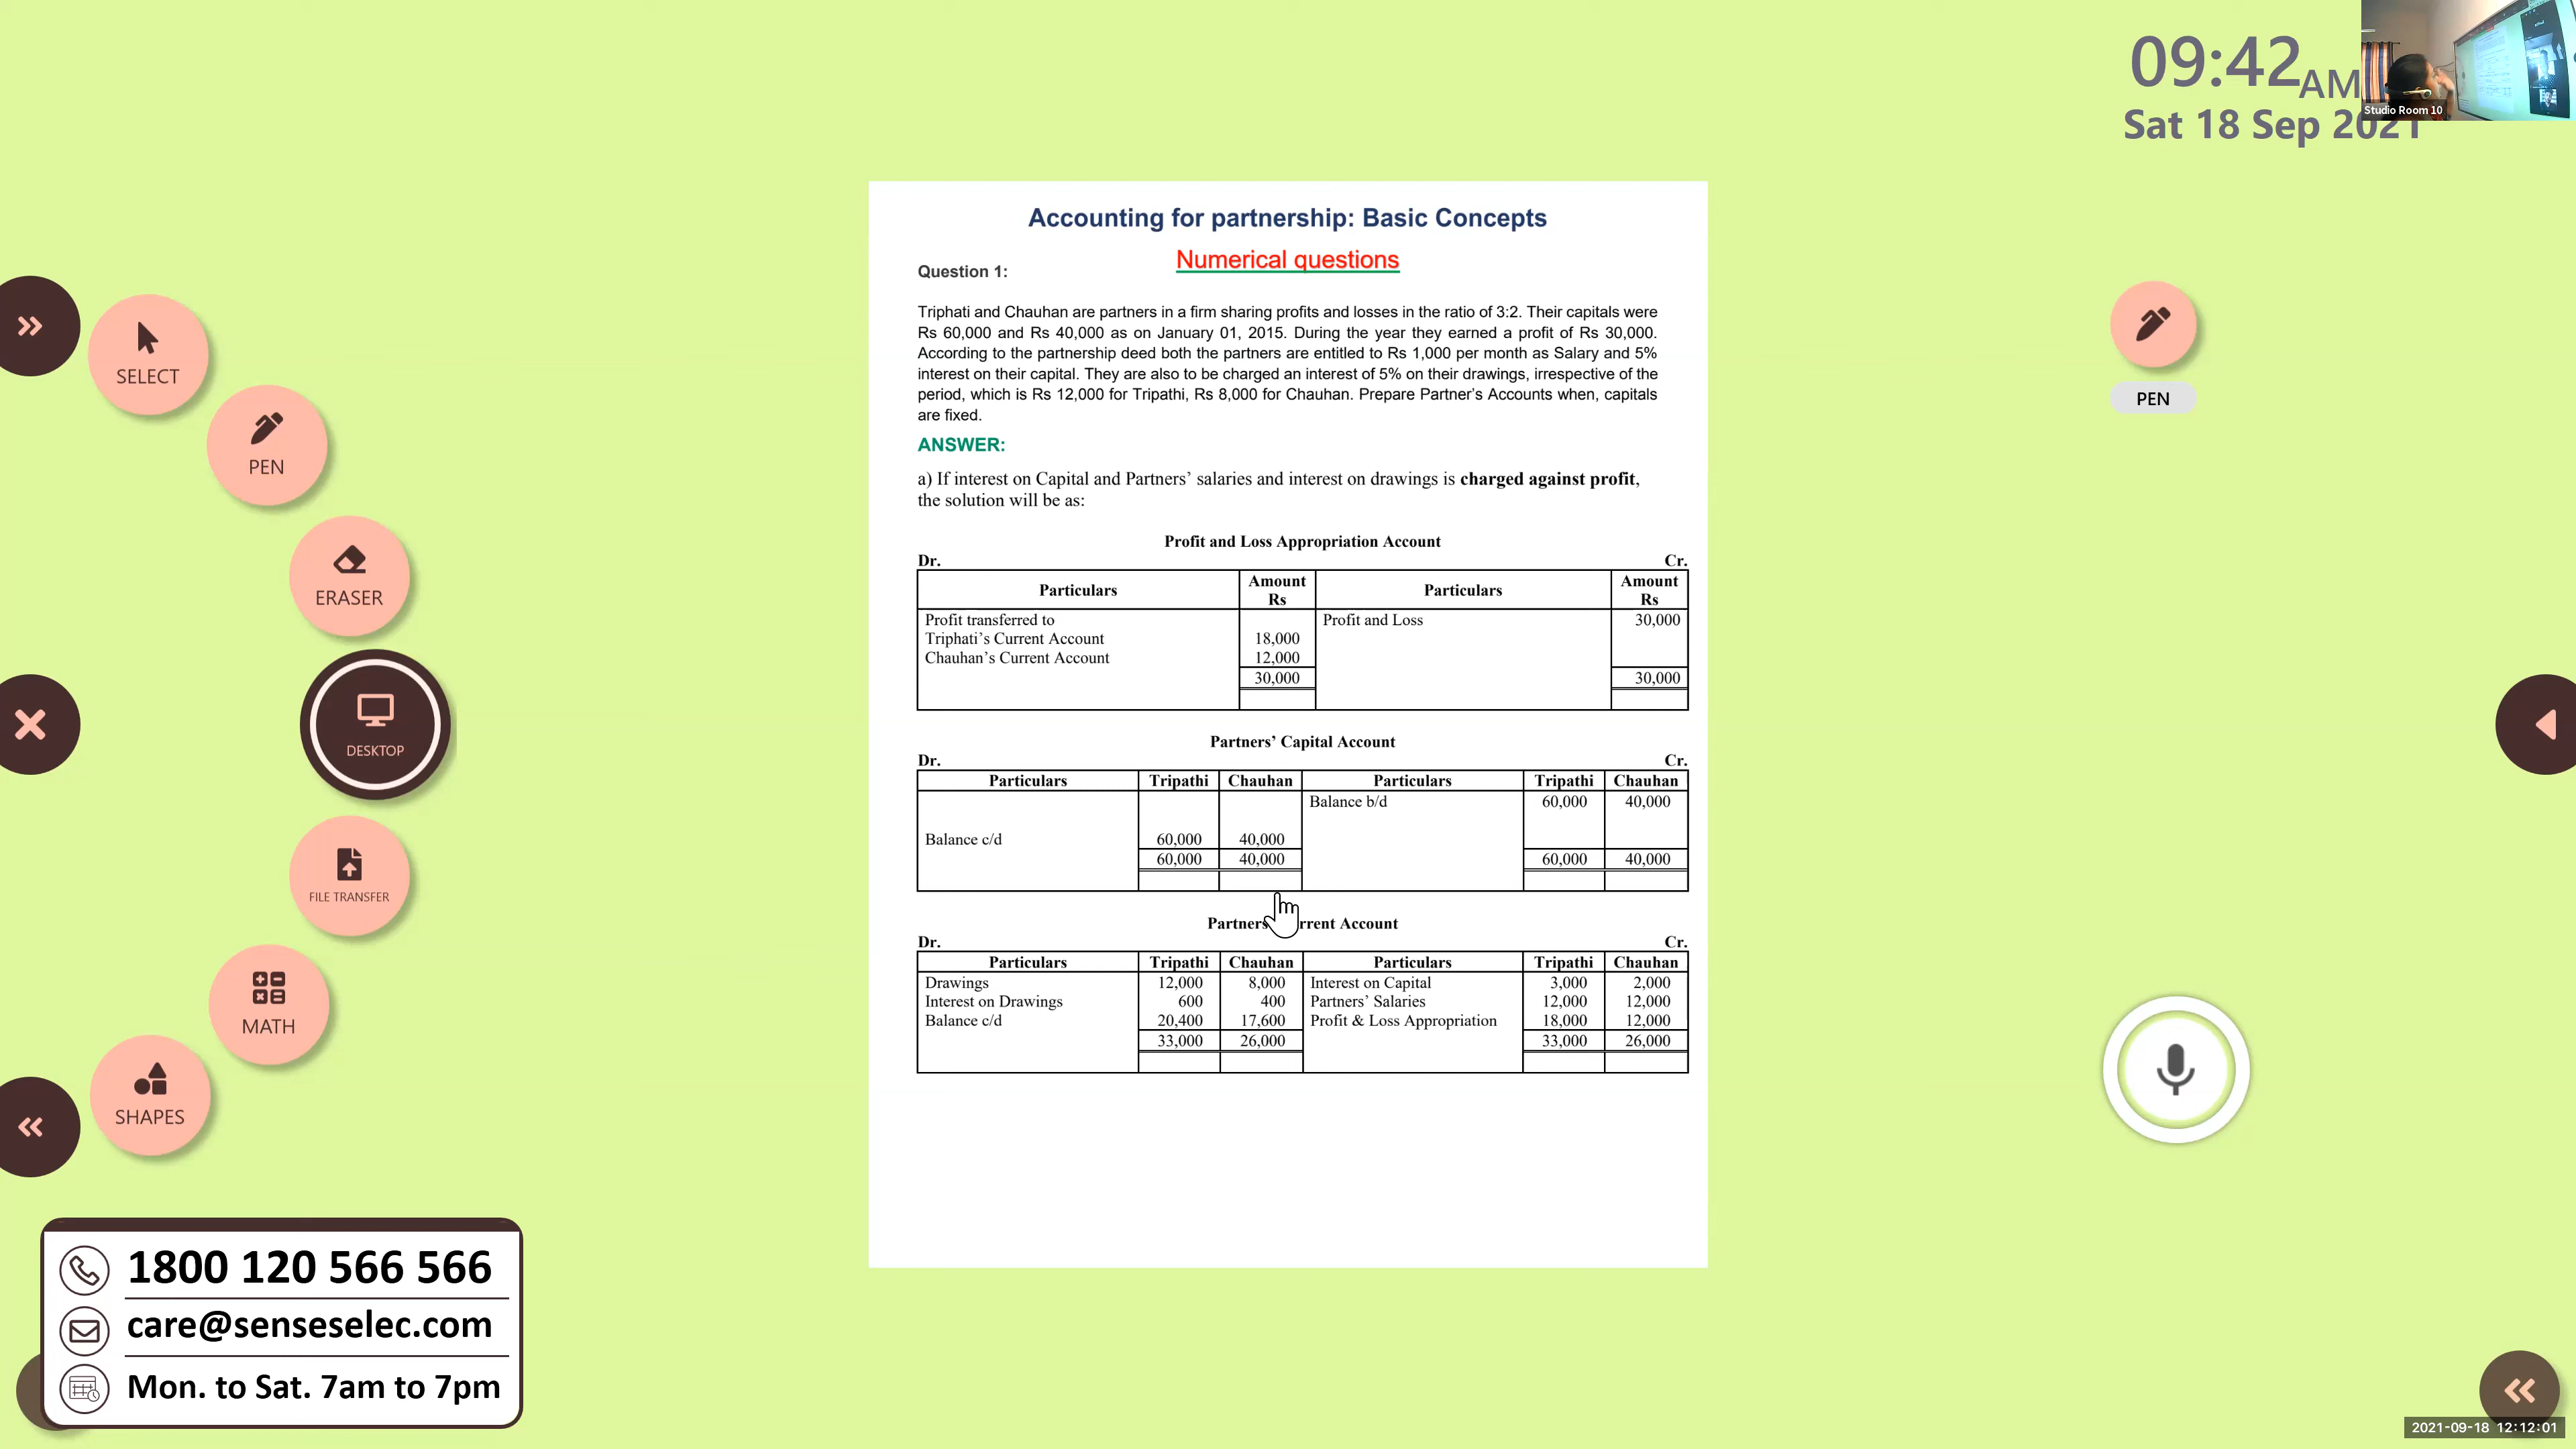 09:42 AM
Sat 18 Sep 2021
Studio Room 10
Accounting for partnership: Basic Concepts
Numerical questions
Question 1:
Triphati and Chauhan are partners in a firm sharing profits and losses in the ratio of 3:2. Their capitals were
Rs 60,000 and Rs 40,000 as on January 01, 2015. During the year they earned a profit of Rs 30,000.
According to the partnership deed both the partners are entitled to Rs 1,000 per month as Salary and 5%
interest on their capital. They are also to be charged an interest of 5% on their drawings, irrespective of the
period, which is Rs 12,000 for Tripathi, Rs 8,000 for Chauhan. Prepare Partner's Accounts when, capitals
are fixed.
ANSWER:
a) If interest on Capital and Partners' salaries and interest on drawings is charged against profit,
the solution will be as:
Profit and Loss Appropriation Account
Dr. Cr.
Particulars Amount Rs Particulars Amount Rs
Profit transferred to Profit and Loss 30,000
Triphati's Current Account 18,000
Chauhan's Current Account 12,000
30,000 30,000
Partners' Capital Account
Dr. Cr.
Particulars Tripathi Chauhan Particulars Tripathi Chauhan
Balance b/d 60,000 40,000
Balance c/d 60,000 40,000
60,000 40,000 60,000 40,000
Partners rrent Account
Dr. Cr.
Particulars Tripathi Chauhan Particulars Tripathi Chauhan
Drawings 12,000 8,000 Interest on Capital 3,000 2,000
Interest on Drawings 600 400 Partners' Salaries 12,000 12,000
Balance c/d 20,400 17,600 Profit & Loss Appropriation 18,000 12,000
33,000 26,000 33,000 26,000
SELECT
PEN
ERASER
DESKTOP
FILE TRANSFER
MATH
SHAPES
PEN
1800 120 566 566
care@senseselec.com
Mon. to Sat. 7am to 7pm
2021-09-18 12:12:01